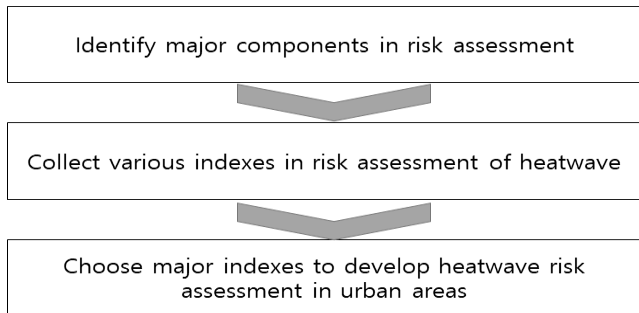 Identify major components in risk assessment
Collect various indexes in risk assessment of heatwave
Choose major indexes to develop heatwave risk
assessment in urban areas